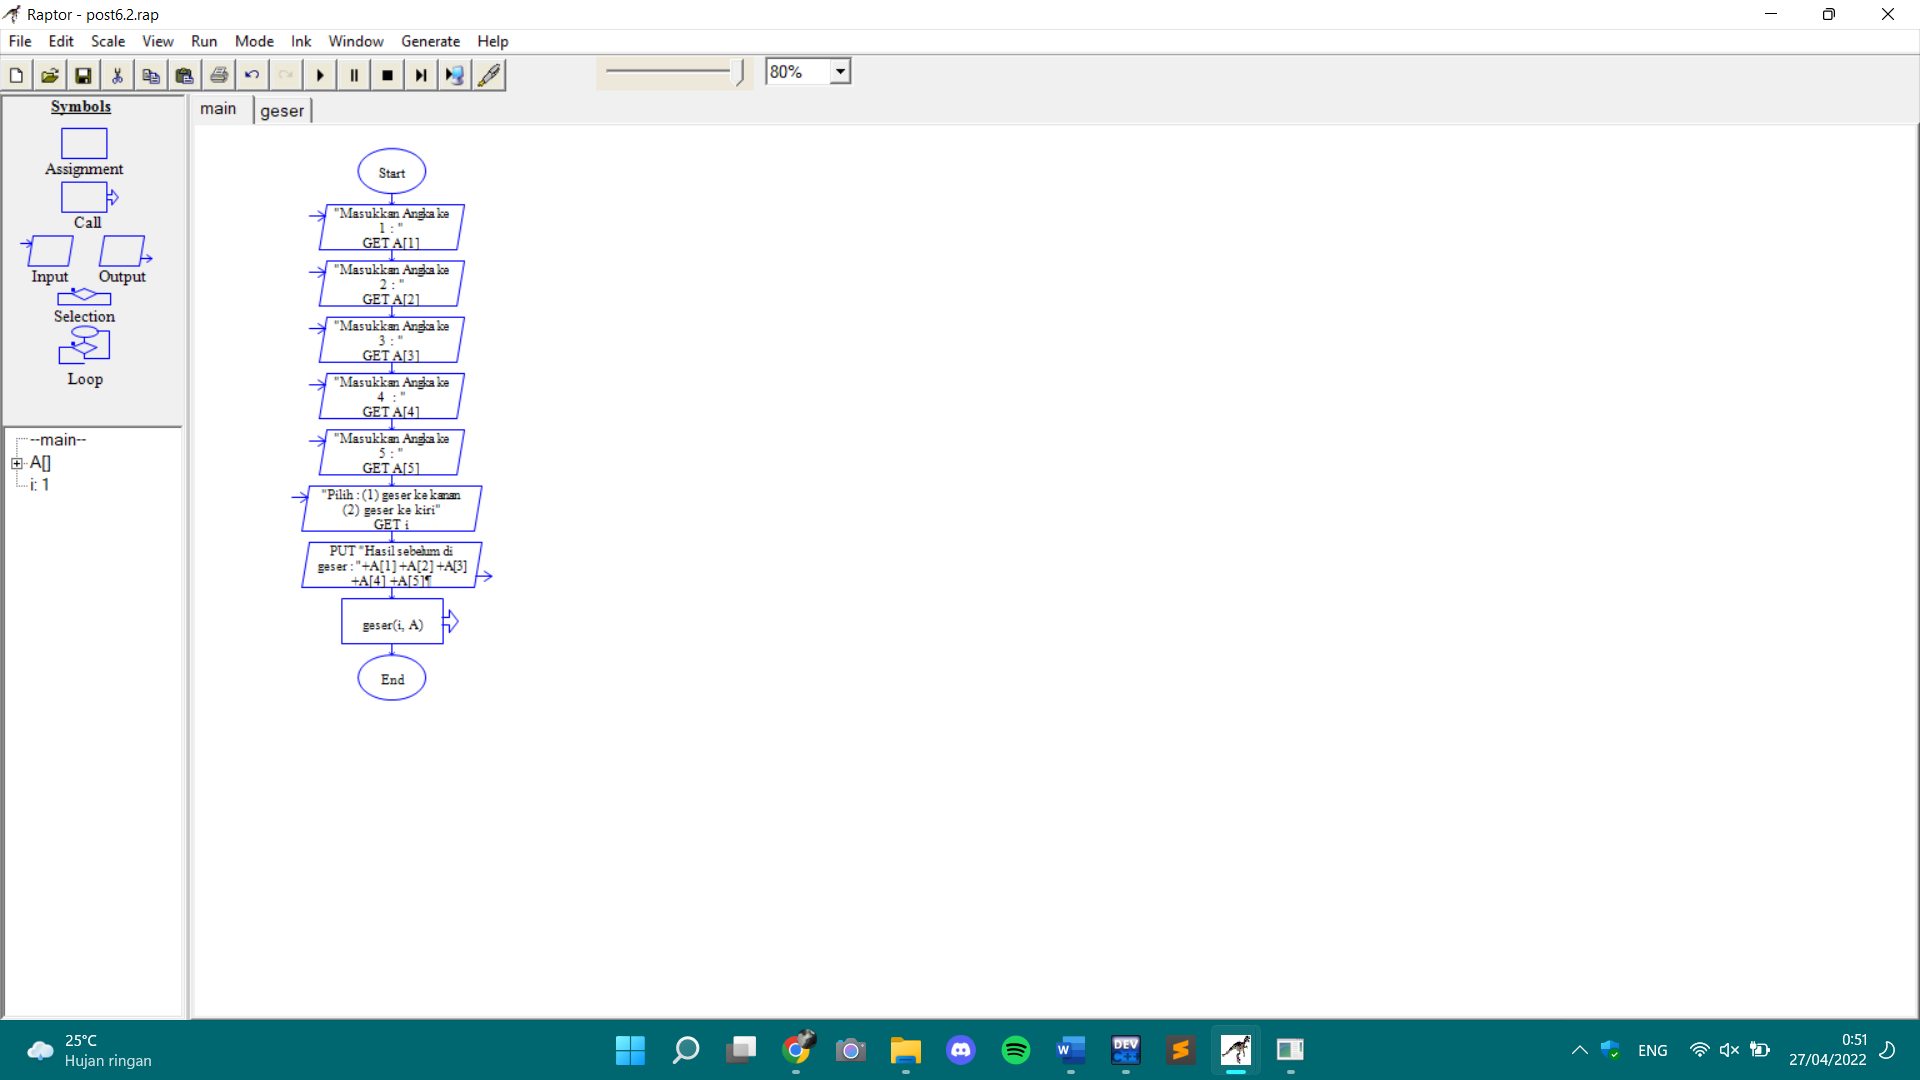 Raptor - post6.2.rap
File Edit Scale View Run Mode Ink Window Generate Help
80%
Symbols
Assignment
Call
Input Output
Selection
Loop
--main--
A[]
i: 1
main geser
Start
"Masukkan Angka ke
1 : "
GET A[1]
"Masukkan Angka ke
2 : "
GET A[2]
"Masukkan Angka ke
3 : "
GET A[3]
"Masukkan Angka ke
4  : "
GET A[4]
"Masukkan Angka ke
5 : "
GET A[5]
"Pilih : (1) geser ke kanan
(2) geser ke kiri"
GET i
PUT "Hasil sebelum di
geser : "+A[1] +A[2] +A[3]
+A[4] +A[5]¶
geser(i, A)
End
25°C
Hujan ringan
W
DEV
C++
S
ENG
0:51
27/04/2022